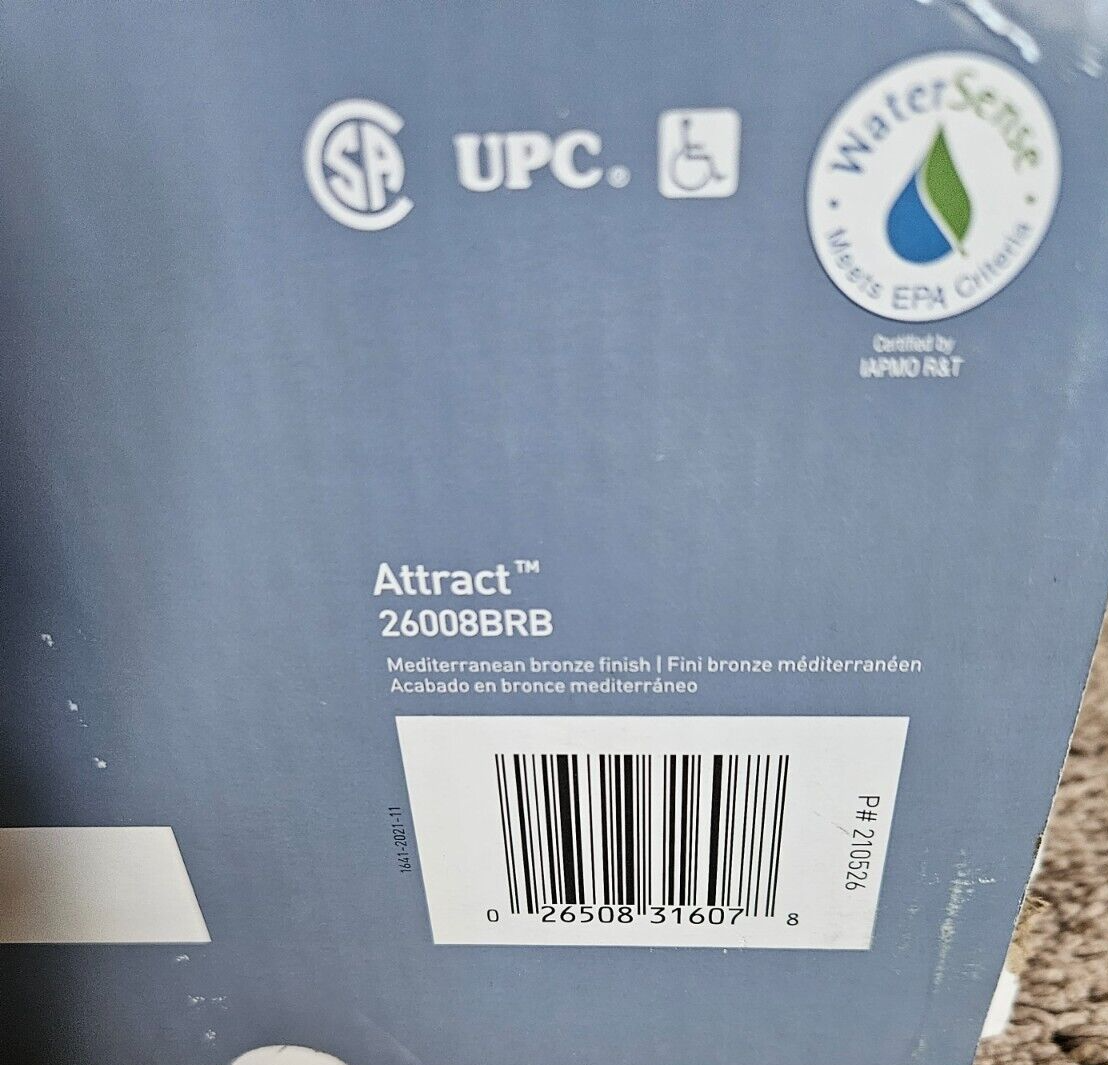 SA
UPC®
WaterSense
Meets EPA Criteria
Certified by
IAPMO R&T
Attract™
26008BRB
Mediterranean bronze finish | Fini bronze méditerranéen
Acabado en bronce mediterráneo
1641-2021-11
P# 210526
0 26508 31607 8